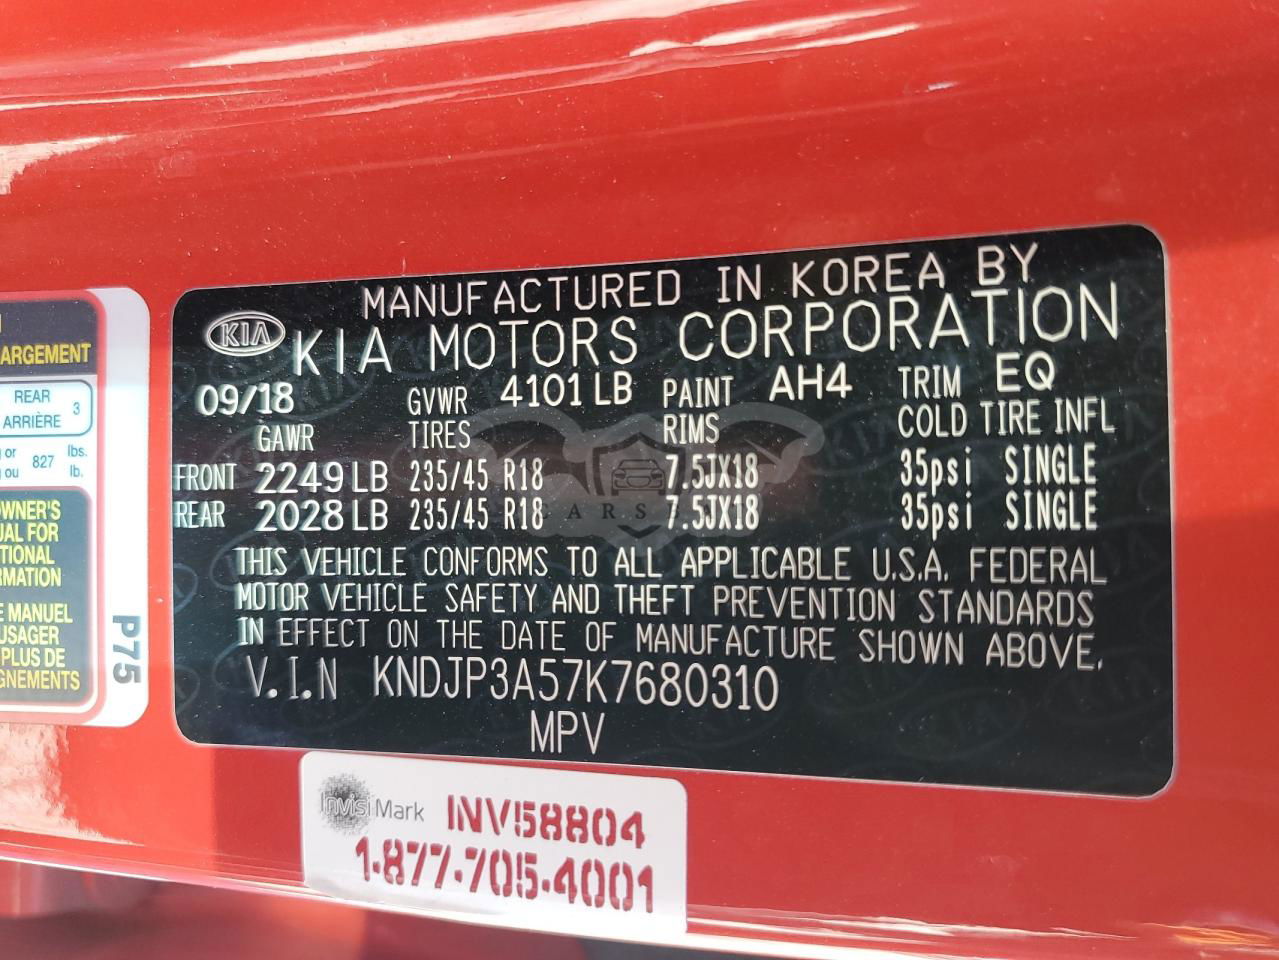 MANUFACTURED IN KOREA BY
KIA KIA MOTORS CORPORATION
09/18 GVWR 4101 LB PAINT AH4 TRIM EQ
GAWR TIRES RIMS COLD TIRE INFL
FRONT 2249 LB 235/45 R18 7.5JX18 35psi SINGLE
REAR 2028 LB 235/45 R18 7.5JX18 35psi SINGLE
THIS VEHICLE CONFORMS TO ALL APPLICABLE U.S.A. FEDERAL
MOTOR VEHICLE SAFETY AND THEFT PREVENTION STANDARDS
IN EFFECT ON THE DATE OF MANUFACTURE SHOWN ABOVE.
V.I.N KNDJP3A57K7680310
MPV
InvisiMark INV58804
1-877-705-4001
ARGEMENT
REAR
ARRIÈRE 3
or
ou 827 lbs.
lb.
OWNER'S
UAL FOR
TIONAL
RMATION
E MANUEL
USAGER
PLUS DE
GNEMENTS
P75